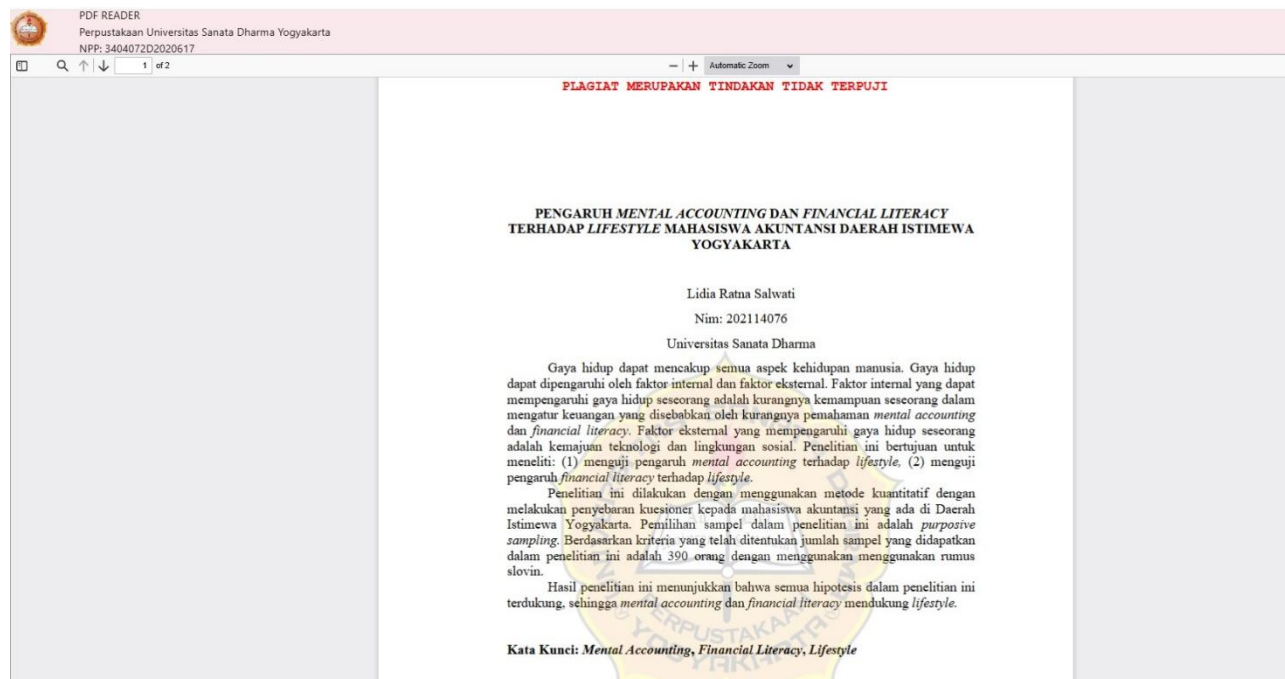 PDF READER
Perpustakaan Universitas Sanata Dharma Yogyakarta
NPP: 3404072D2020617
1 of 2
Automatic Zoom
PLAGIAT MERUPAKAN TINDAKAN TIDAK TERPUJI
PENGARUH MENTAL ACCOUNTING DAN FINANCIAL LITERACY
TERHADAP LIFESTYLE MAHASISWA AKUNTANSI DAERAH ISTIMEWA
YOGYAKARTA
Lidia Ratna Salwati
Nim: 202114076
Universitas Sanata Dharma
Gaya hidup dapat mencakup semua aspek kehidupan manusia. Gaya hidup
dapat dipengaruhi oleh faktor internal dan faktor eksternal. Faktor internal yang dapat
mempengaruhi gaya hidup seseorang adalah kurangnya kemampuan seseorang dalam
mengatur keuangan yang disebabkan oleh kurangnya pemahaman mental accounting
dan financial literacy. Faktor eksternal yang mempengaruhi gaya hidup seseorang
adalah kemajuan teknologi dan lingkungan sosial. Penelitian ini bertujuan untuk
meneliti: (1) menguji pengaruh mental accounting terhadap lifestyle, (2) menguji
pengaruh financial literacy terhadap lifestyle.
Penelitian ini dilakukan dengan menggunakan metode kuantitatif dengan
melakukan penyebaran kuesioner kepada mahasiswa akuntansi yang ada di Daerah
Istimewa Yogyakarta. Pemilihan sampel dalam penelitian ini adalah purposive
sampling. Berdasarkan kriteria yang telah ditentukan jumlah sampel yang didapatkan
dalam penelitian ini adalah 390 orang dengan menggunakan menggunakan rumus
slovin.
Hasil penelitian ini menunjukkan bahwa semua hipotesis dalam penelitian ini
terdukung, sehingga mental accounting dan financial literacy mendukung lifestyle.
Kata Kunci: Mental Accounting, Financial Literacy, Lifestyle
PERPUSTAKAAN
YOGYAKARTA